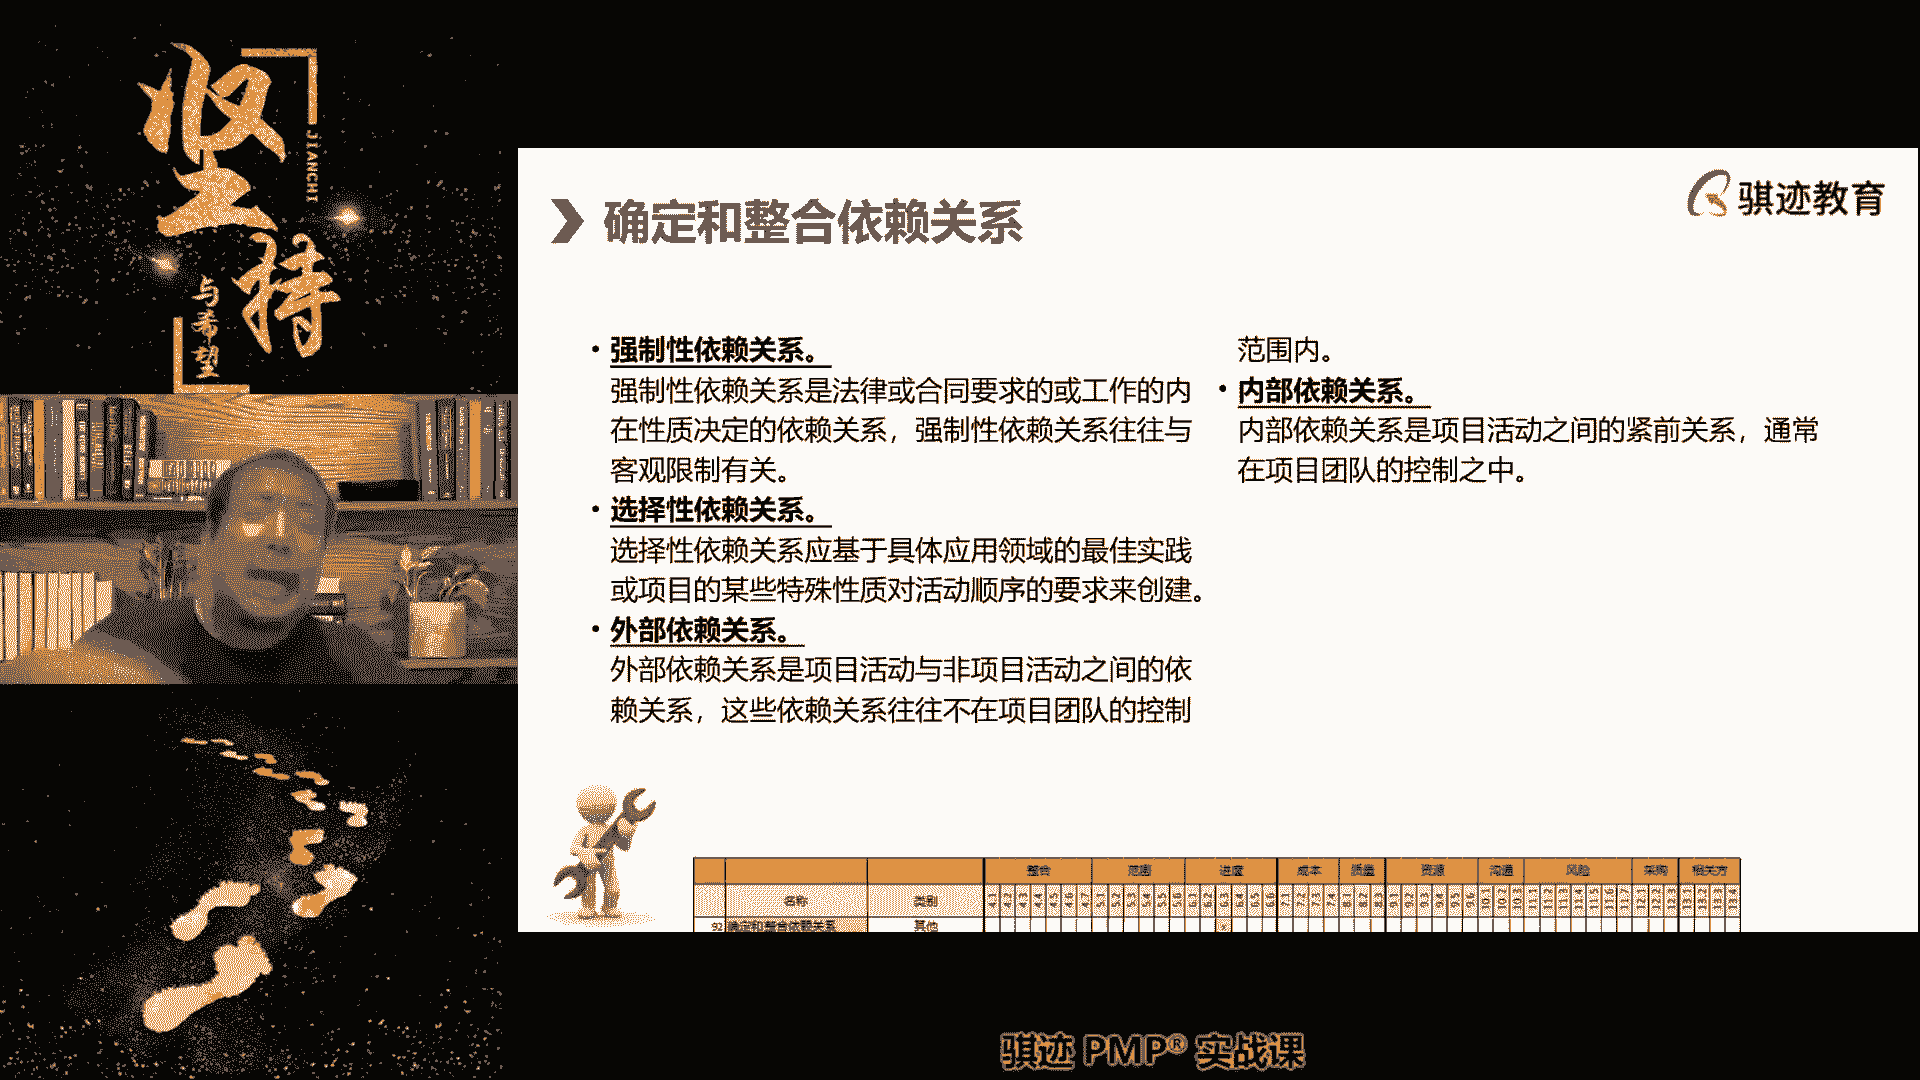 坚持
JIANCHI
与希望
骐迹教育
确定和整合依赖关系
• 强制性依赖关系。
强制性依赖关系是法律或合同要求的或工作的内
在性质决定的依赖关系，强制性依赖关系往往与
客观限制有关。
• 选择性依赖关系。
选择性依赖关系应基于具体应用领域的最佳实践
或项目的某些特殊性质对活动顺序的要求来创建。
• 外部依赖关系。
外部依赖关系是项目活动与非项目活动之间的依
赖关系，这些依赖关系往往不在项目团队的控制
范围内。
• 内部依赖关系。
内部依赖关系是项目活动之间的紧前关系，通常
在项目团队的控制之中。
整合 范围 进度 成本 质量 资源 沟通 风险 采购 相关方
名称 类别
92 确定和整合依赖关系 其他
骐迹 PMP® 实战课